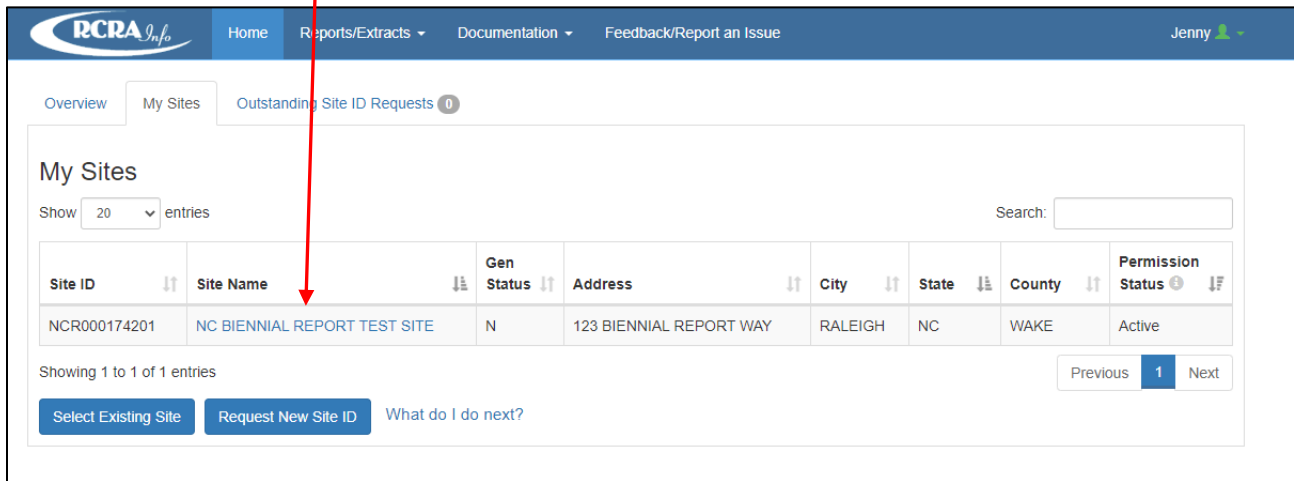 RCRAInfo Home Reports/Extracts Documentation Feedback/Report an Issue Jenny
Overview My Sites Outstanding Site ID Requests 0
My Sites
Show 20 entries Search:
Site ID Site Name Gen Status Address City State County Permission Status
NCR000174201 NC BIENNIAL REPORT TEST SITE N 123 BIENNIAL REPORT WAY RALEIGH NC WAKE Active
Showing 1 to 1 of 1 entries Previous 1 Next
Select Existing Site Request New Site ID What do I do next?